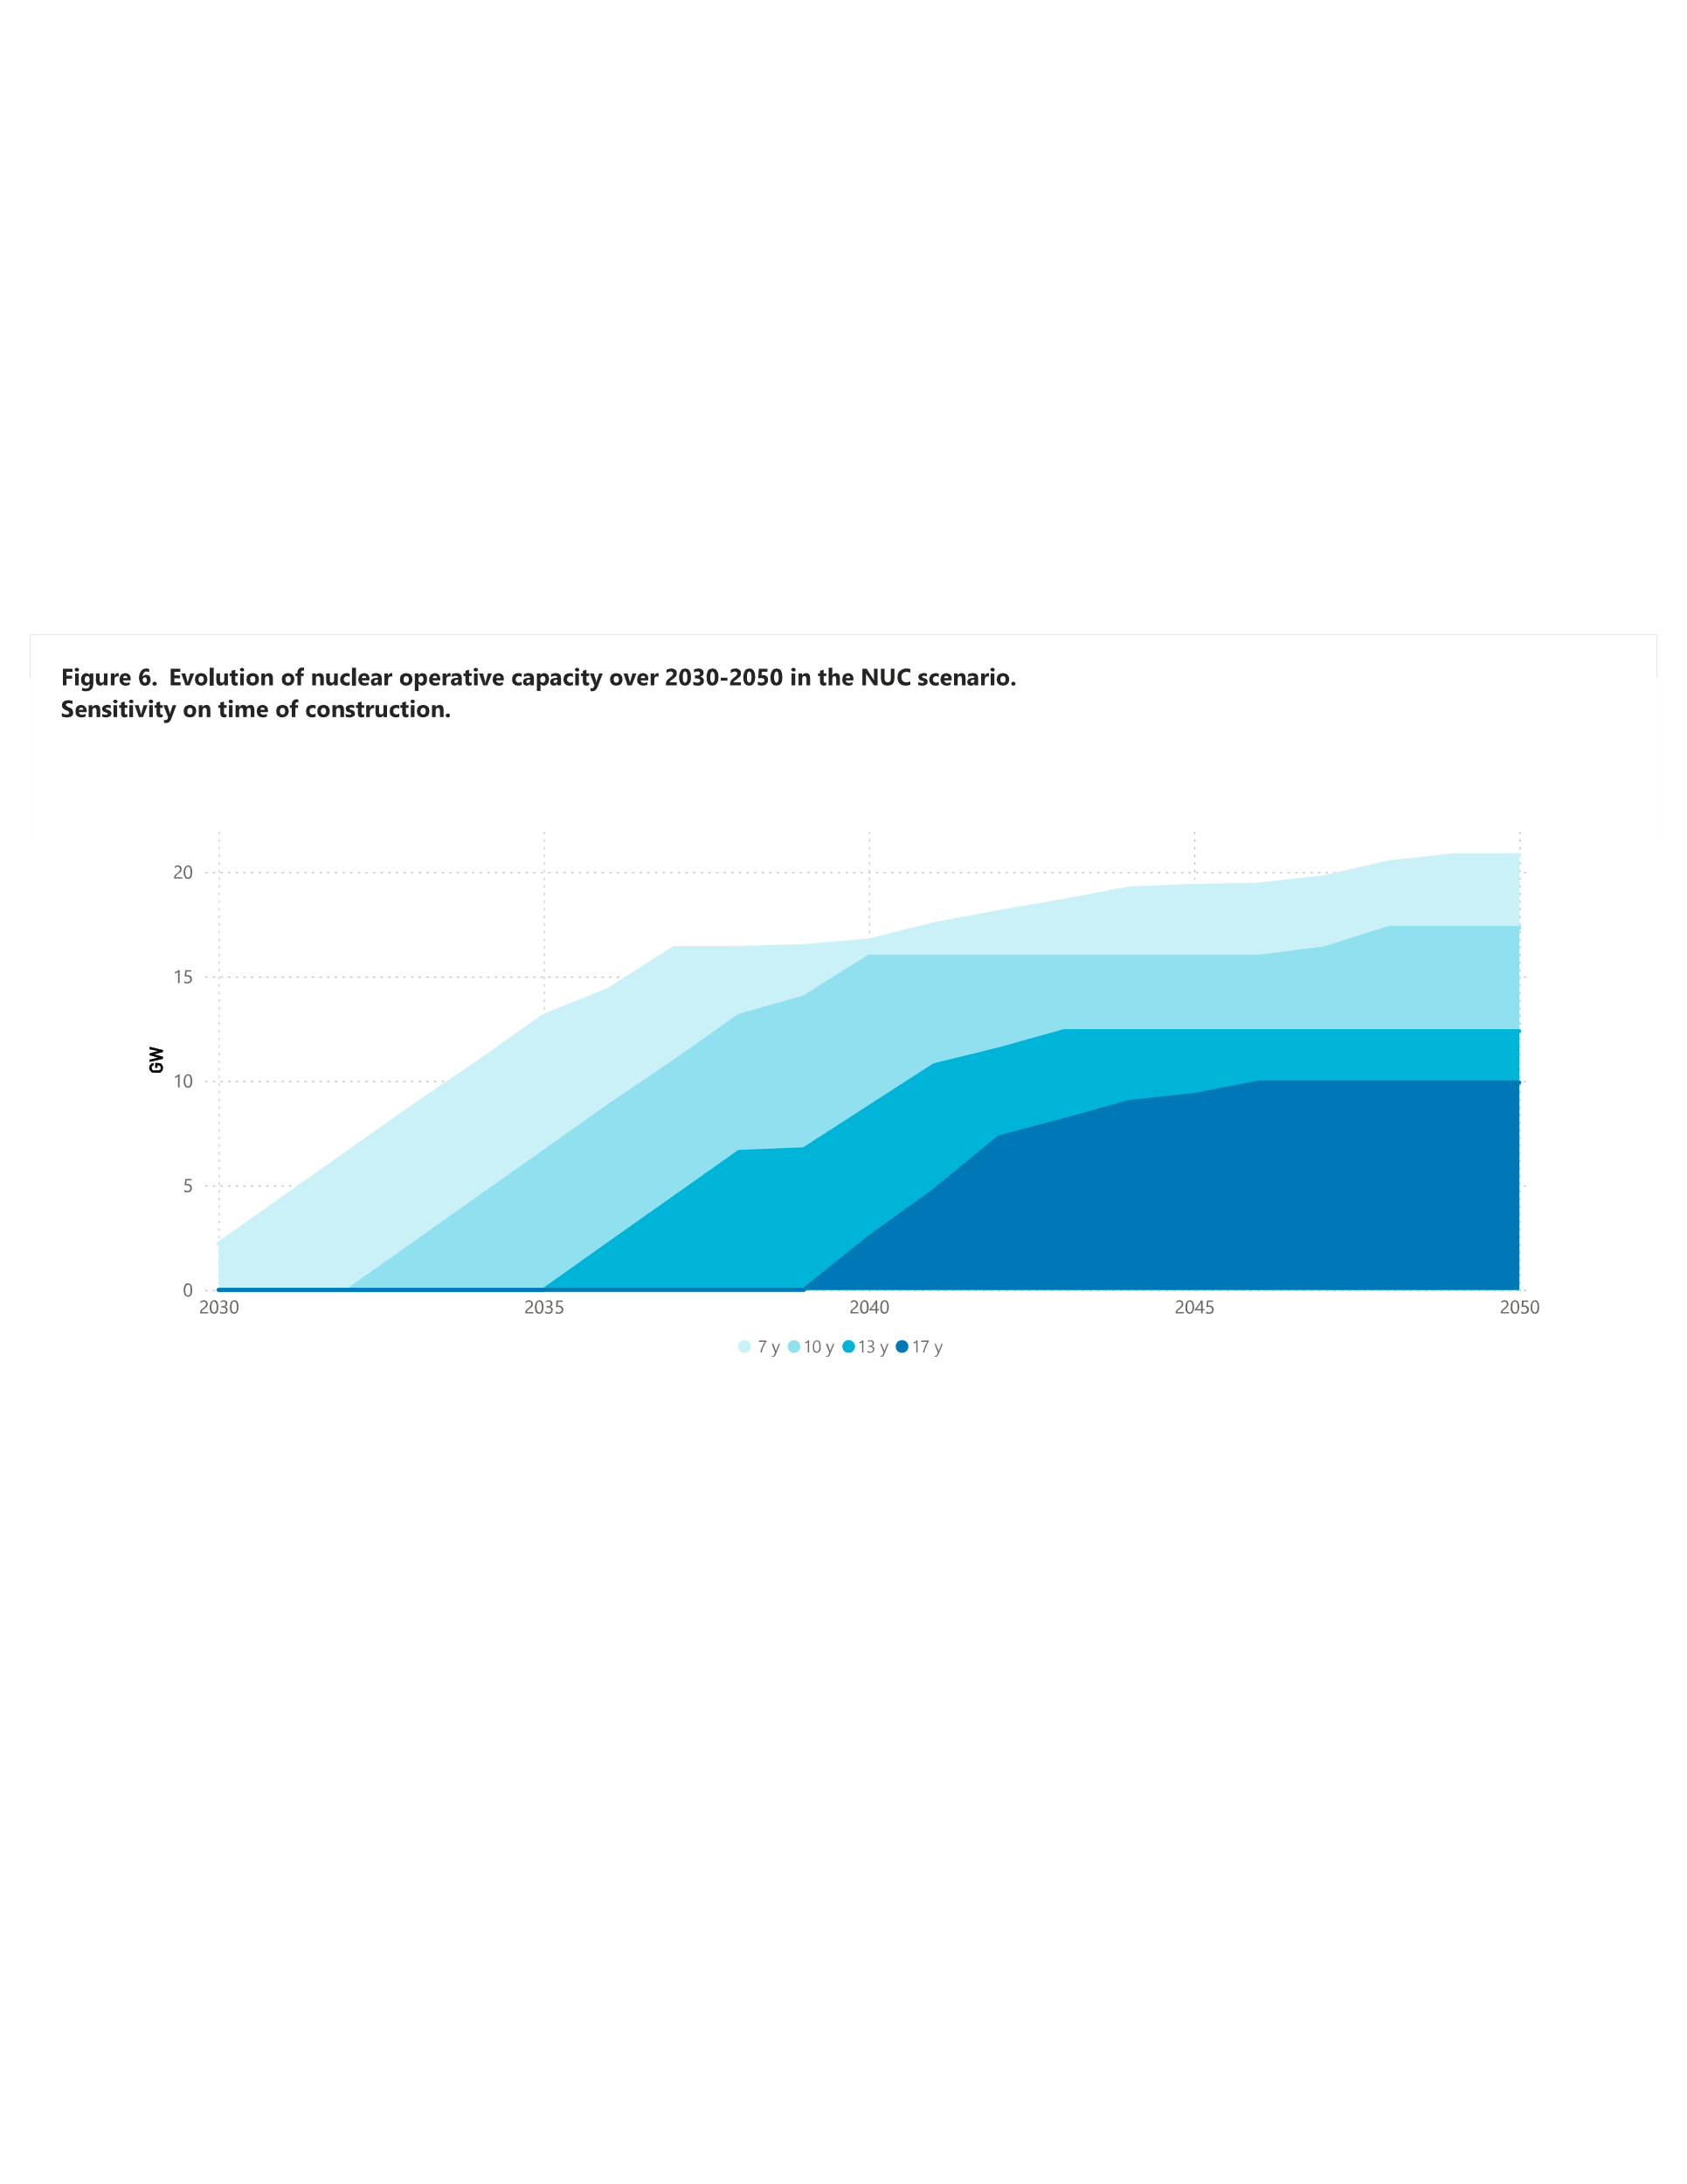 Figure 6. Evolution of nuclear operative capacity over 2030-2050 in the NUC scenario.
Sensitivity on time of construction.
20
15
GW
10
5
0
2030 2035 2040 2045 2050
7 y 10 y 13 y 17 y